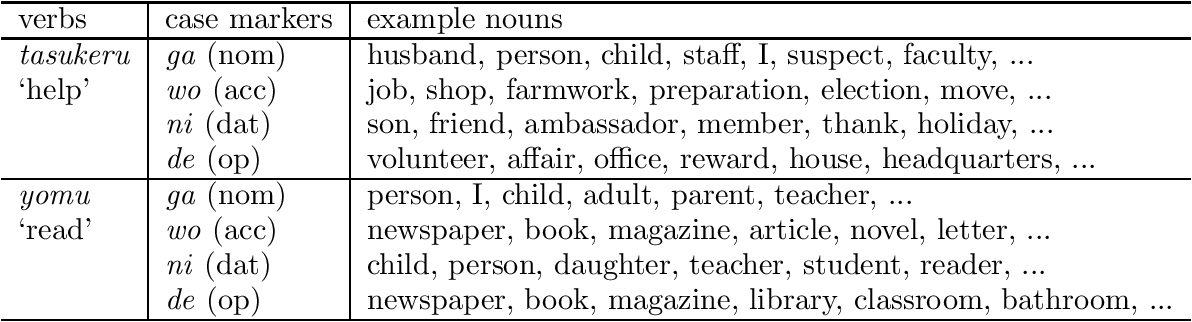 verbs case markers example nouns
tasukeru ga (nom) husband, person, child, staff, I, suspect, faculty, ...
‘help’ wo (acc) job, shop, farmwork, preparation, election, move, ...
ni (dat) son, friend, ambassador, member, thank, holiday, ...
de (op) volunteer, affair, office, reward, house, headquarters, ...
yomu ga (nom) person, I, child, adult, parent, teacher, ...
‘read’ wo (acc) newspaper, book, magazine, article, novel, letter, ...
ni (dat) child, person, daughter, teacher, student, reader, ...
de (op) newspaper, book, magazine, library, classroom, bathroom, ...